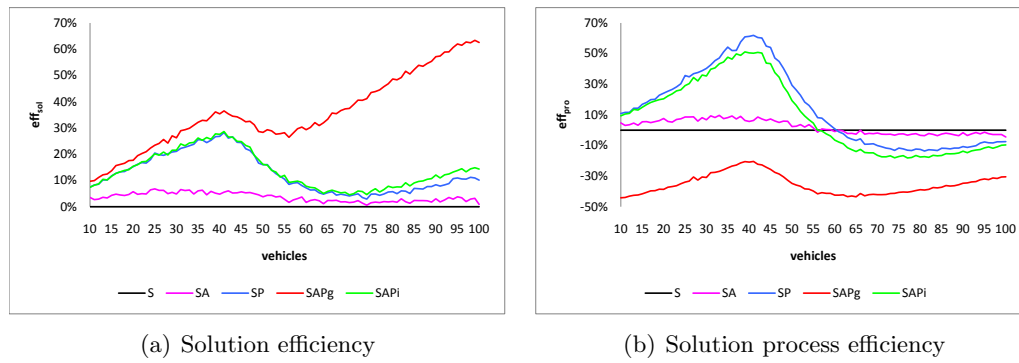 70%
60%
50%
40%
30%
20%
10%
0%
eff_sol
10 15 20 25 30 35 40 45 50 55 60 65 70 75 80 85 90 95 100
vehicles
S SA SP SAPg SAPi
(a) Solution efficiency
70%
50%
30%
10%
-10%
-30%
-50%
eff_pro
10 15 20 25 30 35 40 45 50 55 60 65 70 75 80 85 90 95 100
vehicles
S SA SP SAPg SAPi
(b) Solution process efficiency